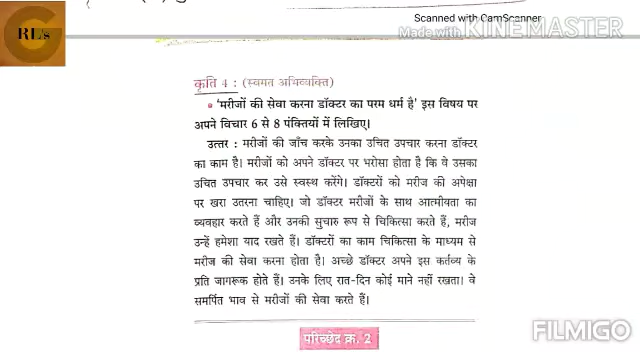 Scanned with CamScanner
Made with KINEMASTER
RL's
कृति 4 : (स्वमत अभिव्यक्ति)
• 'मरीजों की सेवा करना डॉक्टर का परम धर्म है' इस विषय पर
अपने विचार 6 से 8 पंक्तियों में लिखिए।
उत्तर : मरीजों की जाँच करके उनका उचित उपचार करना डॉक्टर
का काम है। मरीजों को अपने डॉक्टर पर भरोसा होता है कि वे उसका
उचित उपचार कर उसे स्वस्थ करेंगे। डॉक्टरों को मरीज की अपेक्षा
पर खरा उतरना चाहिए। जो डॉक्टर मरीजों के साथ आत्मीयता का
व्यवहार करते हैं और उनकी सुचारु रूप से चिकित्सा करते हैं, मरीज
उन्हें हमेशा याद रखते हैं। डॉक्टरों का काम चिकित्सा के माध्यम से
मरीज की सेवा करना होता है। अच्छे डॉक्टर अपने इस कर्तव्य के
प्रति जागरूक होते हैं। उनके लिए रात-दिन कोई माने नहीं रखता। वे
समर्पित भाव से मरीजों की सेवा करते हैं।
परिच्छेद क्र. 2
FILMIGO